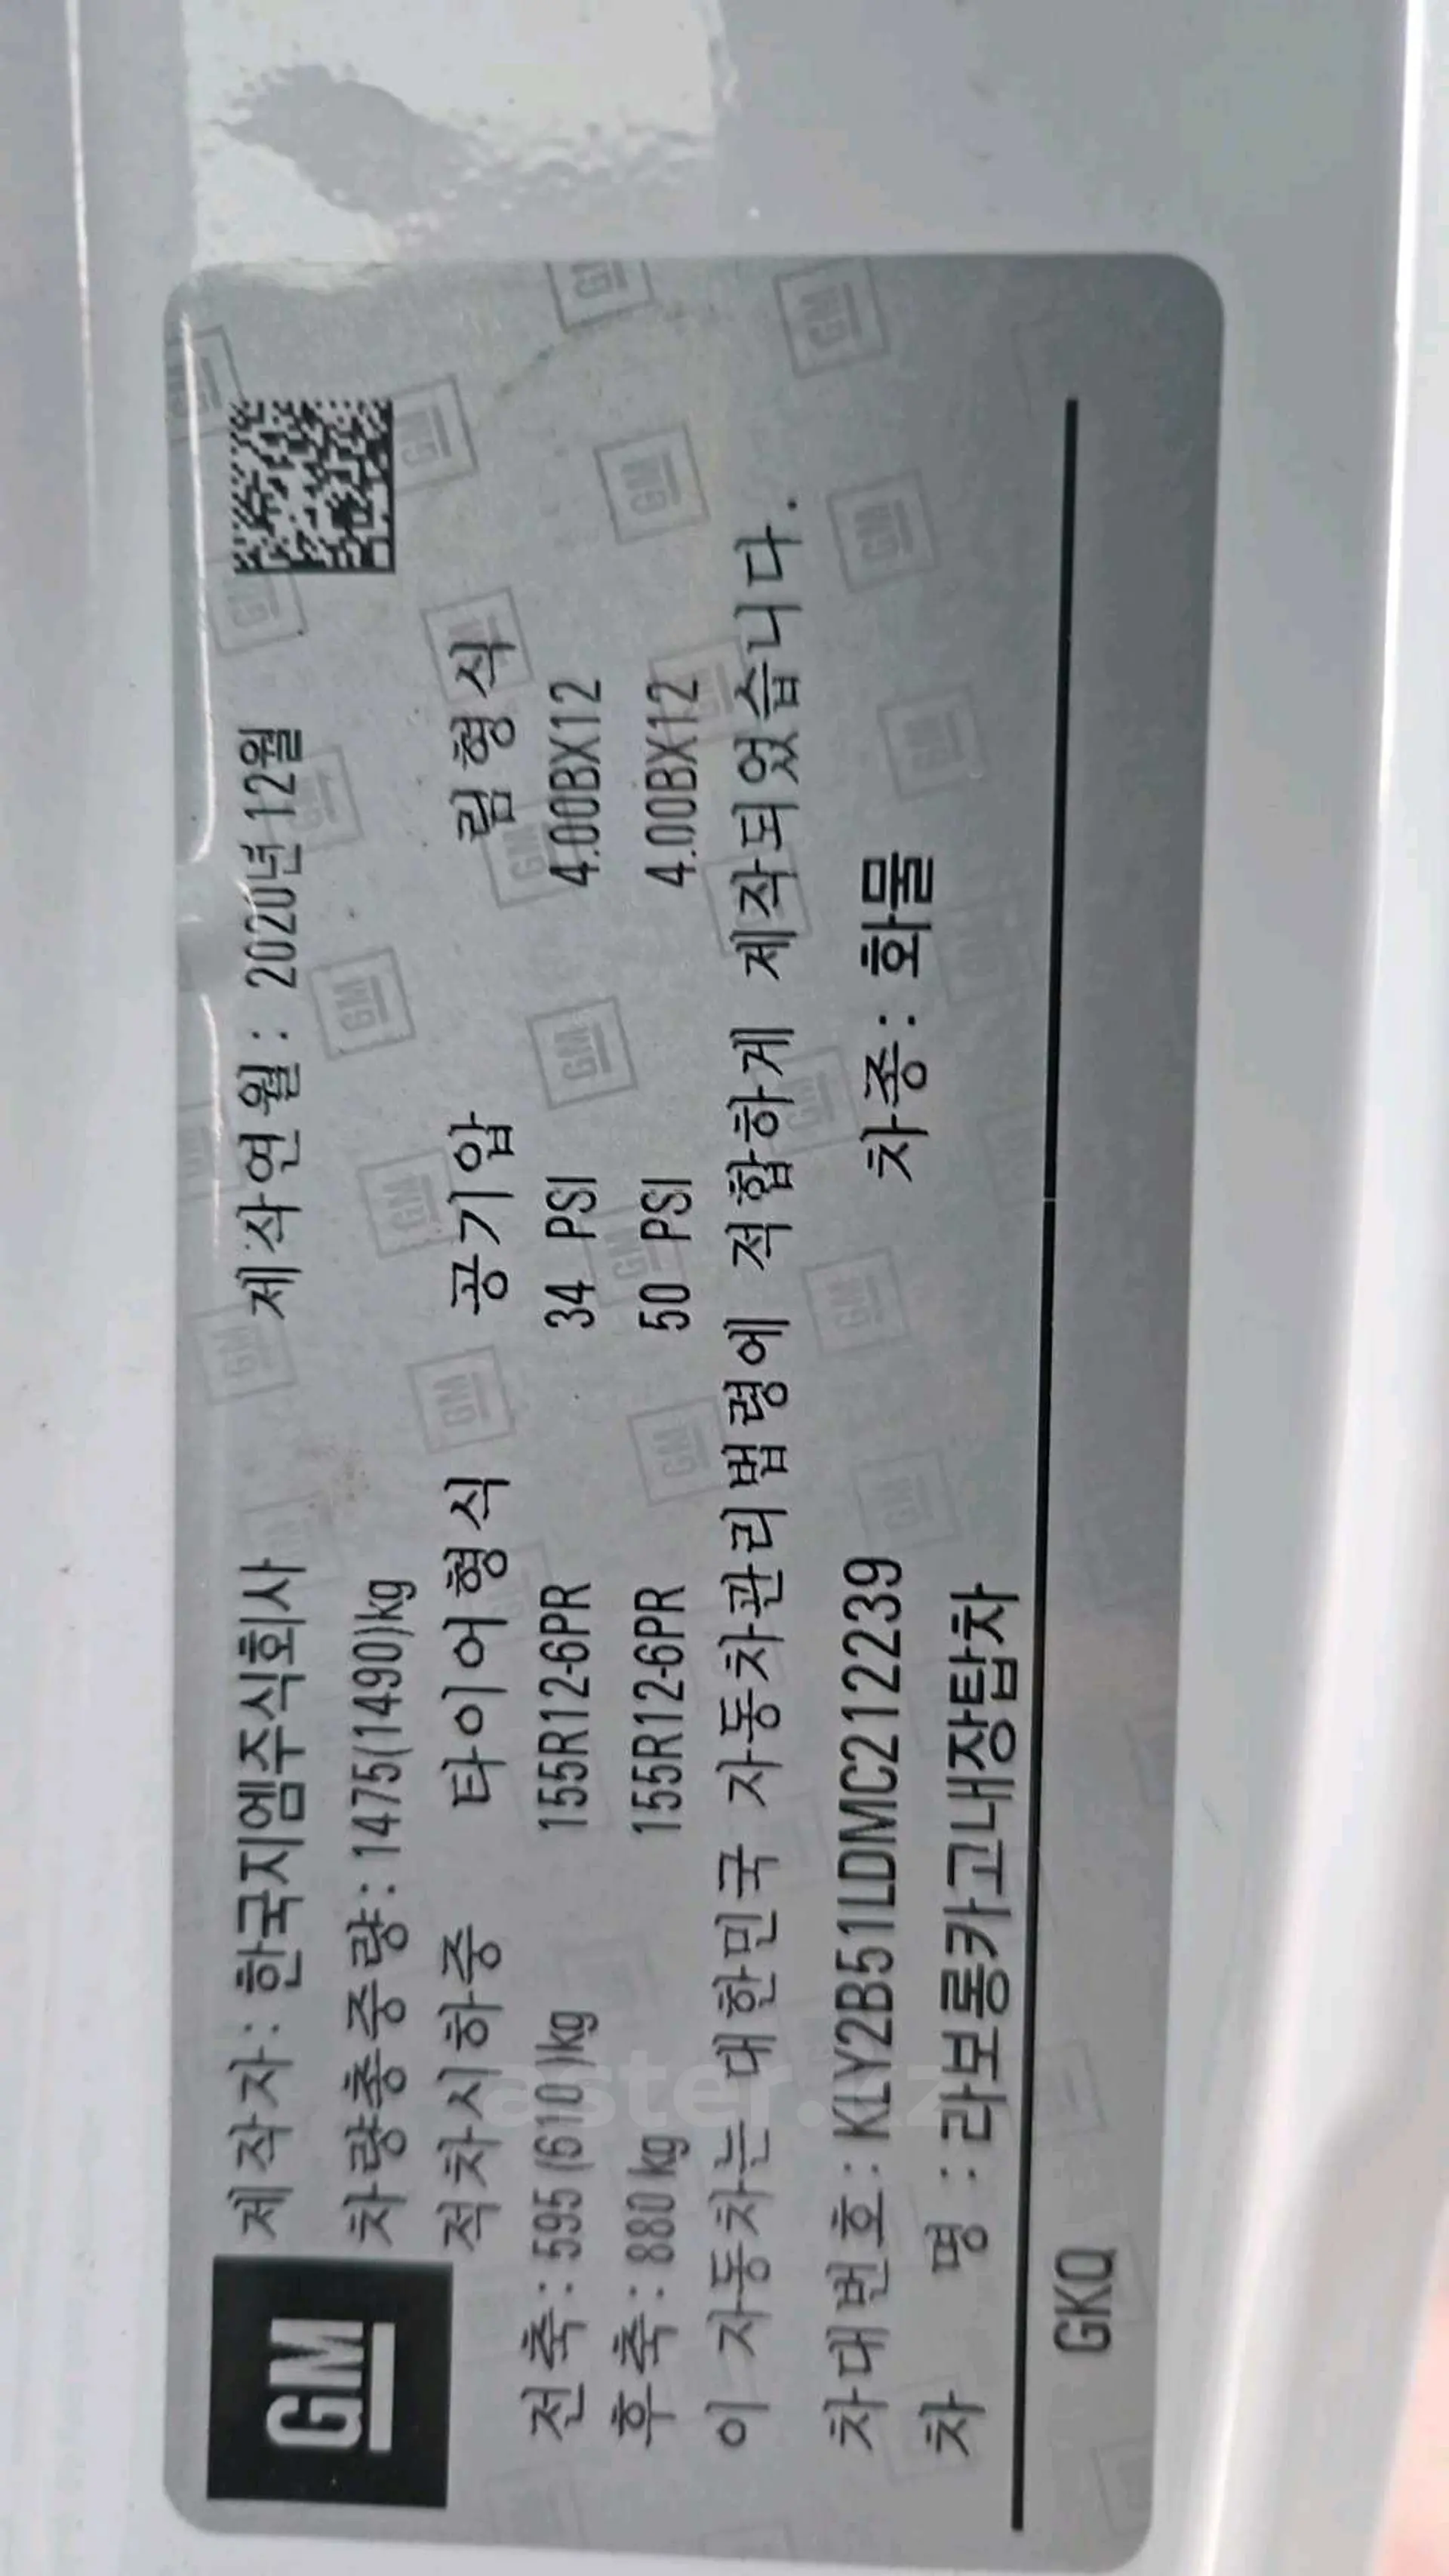 GM
제작자: 한국지엠주식회사 제작연월: 2020년 12월
차량총중량: 1475(1490)kg
적차시하중 타이어형식 공기압 림형식
전축: 595(610)kg 155R12-6PR 34 PSI 4.00BX12
후축: 880 kg 155R12-6PR 50 PSI 4.00BX12
이 자동차는 대한민국 자동차관리법령에 적합하게 제작되었습니다.
차대번호: KLY2B51LDMC212239 차종: 화물
차 명: 라보롱카고내장탑차
GKQ
aster.kz